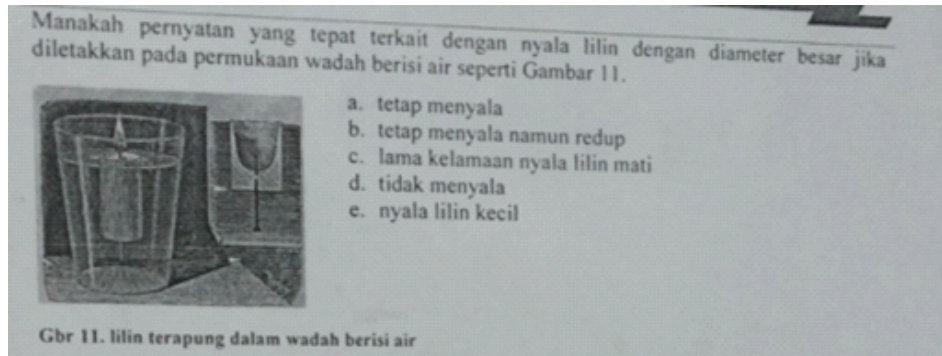 Manakah pernyatan yang tepat terkait dengan nyala lilin dengan diameter besar jika
diletakkan pada permukaan wadah berisi air seperti Gambar 11.
a. tetap menyala
b. tetap menyala namun redup
c. lama kelamaan nyala lilin mati
d. tidak menyala
e. nyala lilin kecil
Gbr 11. lilin terapung dalam wadah berisi air